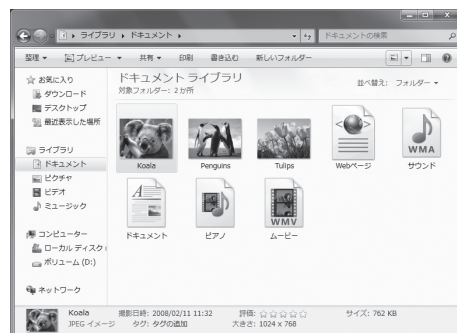 ライブラリ ▸ ドキュメント ▸
ドキュメントの検索
整理 プレビュー 共有 印刷 書き込む 新しいフォルダー
お気に入り
ダウンロード
デスクトップ
最近表示した場所
ライブラリ
ドキュメント
ピクチャ
ビデオ
ミュージック
コンピューター
ローカル ディスク
ボリューム (D:)
ネットワーク
ドキュメント ライブラリ
対象フォルダー: 2か所
並べ替え: フォルダー
Koala
Penguins
Tulips
Webページ
WMA
サウンド
ドキュメント
ピアノ
WMV
ムービー
Koala 撮影日時: 2008/02/11 11:32 評価: ☆☆☆☆☆ サイズ: 762 KB
JPEG イメージ タグ: タグの追加 大きさ: 1024 x 768